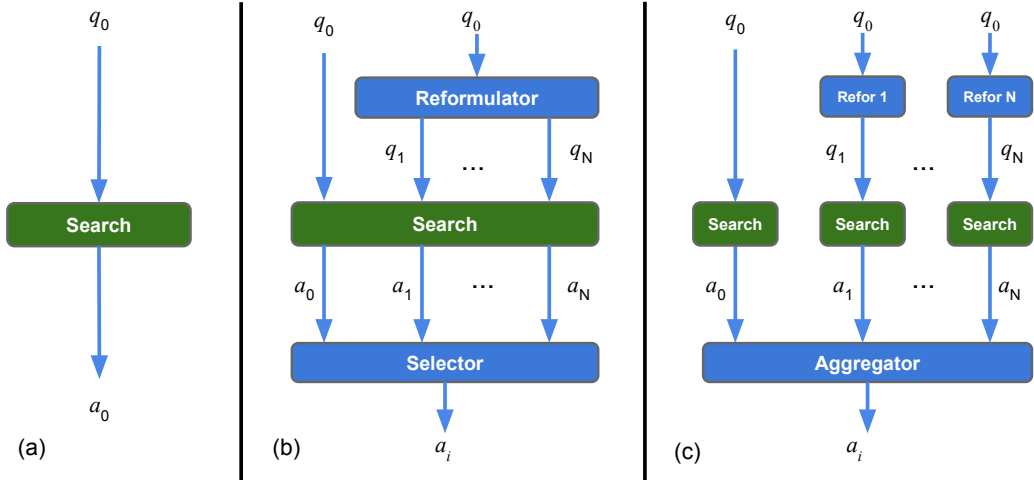 q0
Search
a0
(a)
q0 q0
Reformulator
q1 ... qN
Search
a0 a1 ... aN
Selector
ai
(b)
q0 q0 q0
Refor 1 Refor N
q1 ... qN
Search Search Search
a0 a1 ... aN
Aggregator
ai
(c)